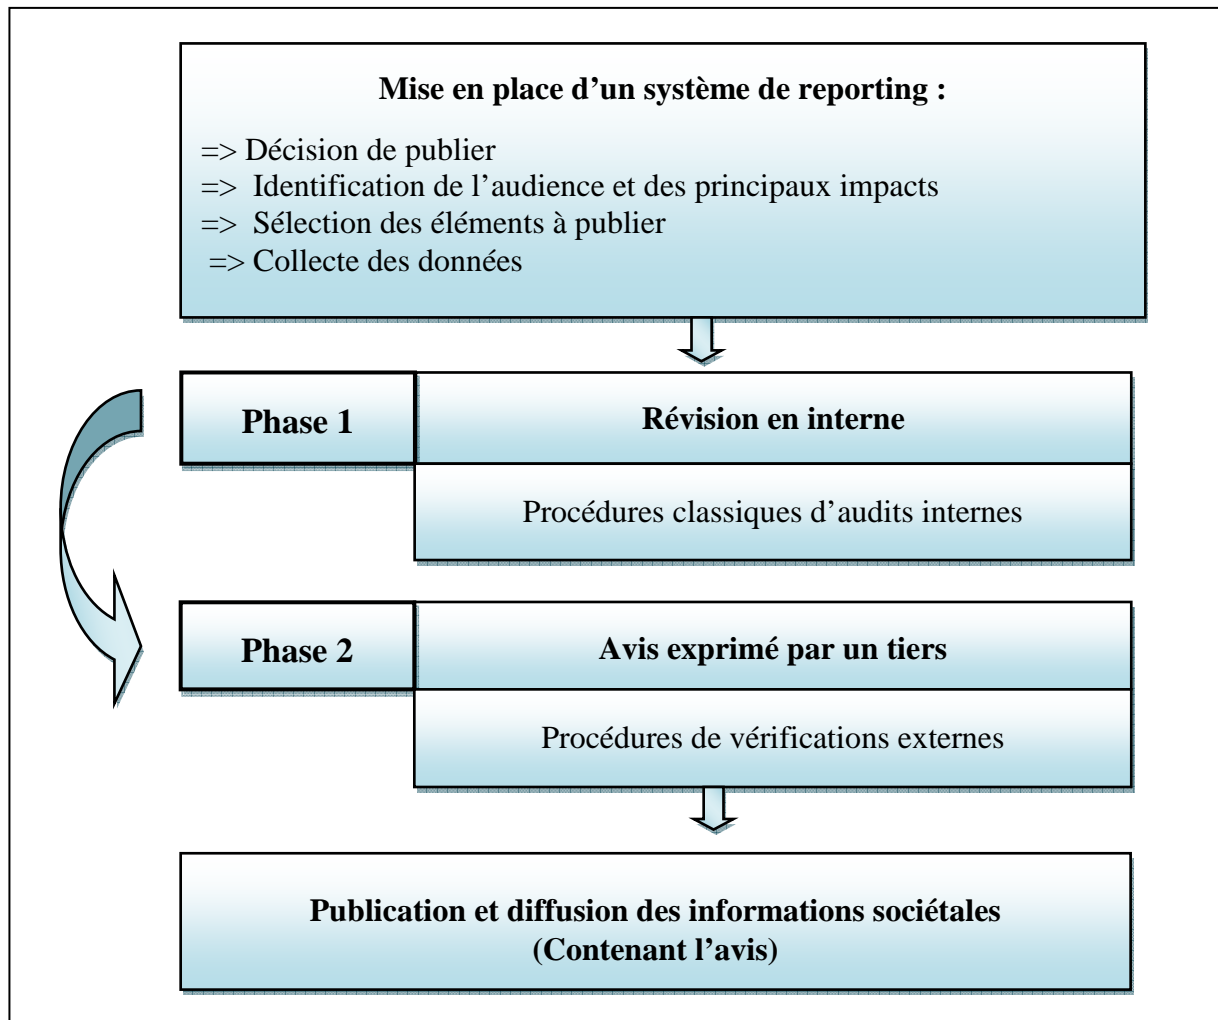 Mise en place d’un système de reporting :
=> Décision de publier
=> Identification de l’audience et des principaux impacts
=> Sélection des éléments à publier
=> Collecte des données
Phase 1
Révision en interne
Procédures classiques d’audits internes
Phase 2
Avis exprimé par un tiers
Procédures de vérifications externes
Publication et diffusion des informations sociétales
(Contenant l’avis)